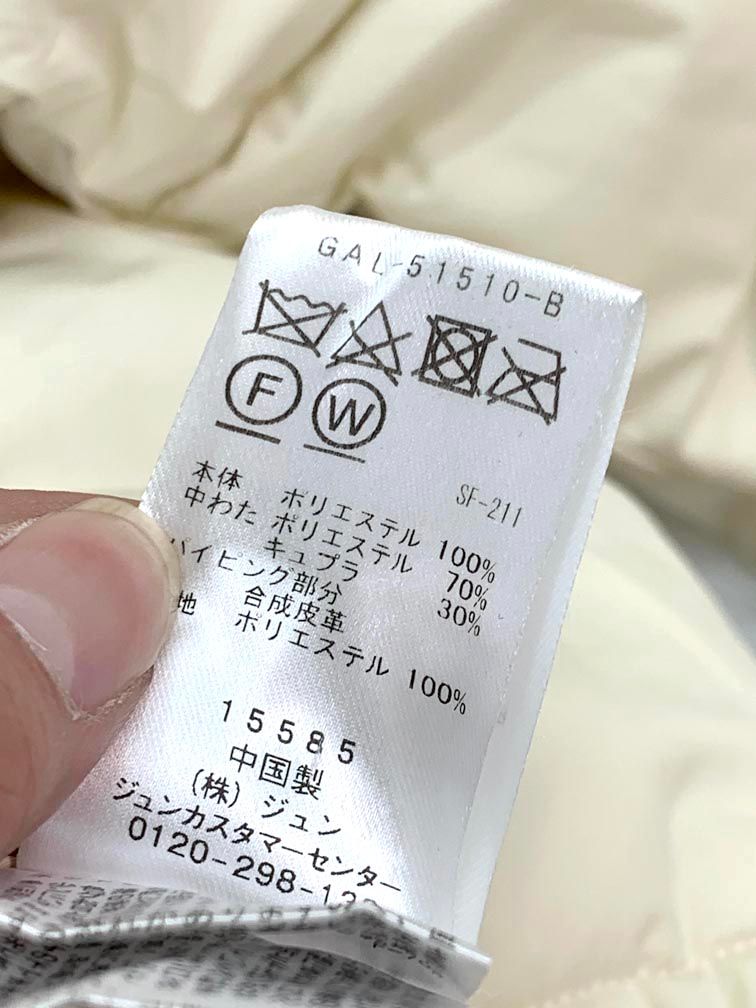 GAL-51510-B
F W
SF-211
本体 ポリエステル 100%
中わた ポリエステル 70%
キュプラ 30%
パイピング部分
合成皮革
地 ポリエステル 100%
15585
中国製
(株) ジュン
ジュンカスタマーセンター
0120-298-13